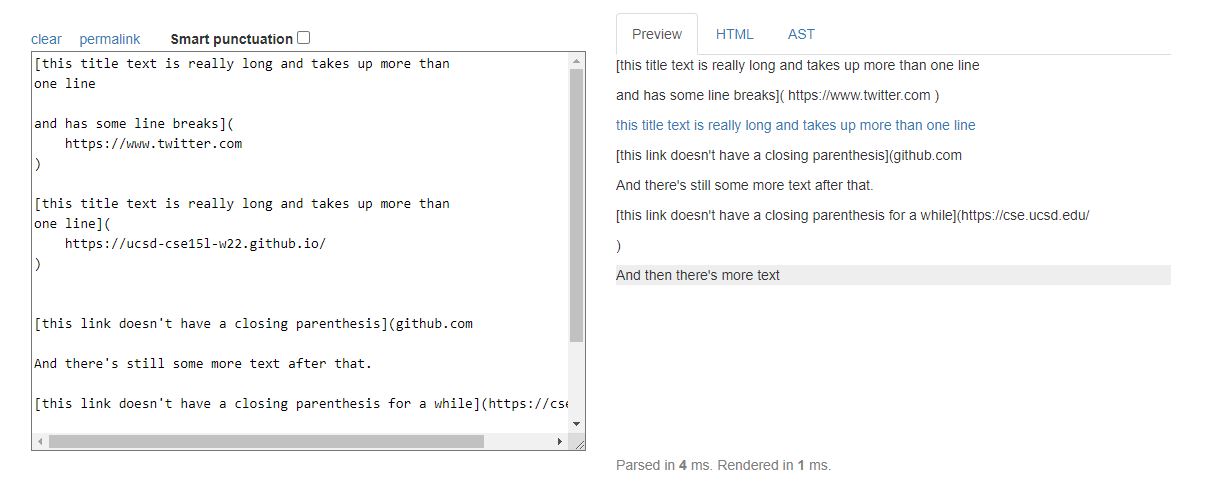 clear permalink Smart punctuation
[this title text is really long and takes up more than
one line
and has some line breaks](
https://www.twitter.com
)
[this title text is really long and takes up more than
one line](
https://ucsd-cse15l-w22.github.io/
)
[this link doesn't have a closing parenthesis](github.com
And there's still some more text after that.
[this link doesn't have a closing parenthesis for a while](https://cse
Preview HTML AST
[this title text is really long and takes up more than one line
and has some line breaks]( https://www.twitter.com )
this title text is really long and takes up more than one line
[this link doesn't have a closing parenthesis](github.com
And there's still some more text after that.
[this link doesn't have a closing parenthesis for a while](https://cse.ucsd.edu/
)
And then there's more text
Parsed in 4 ms. Rendered in 1 ms.